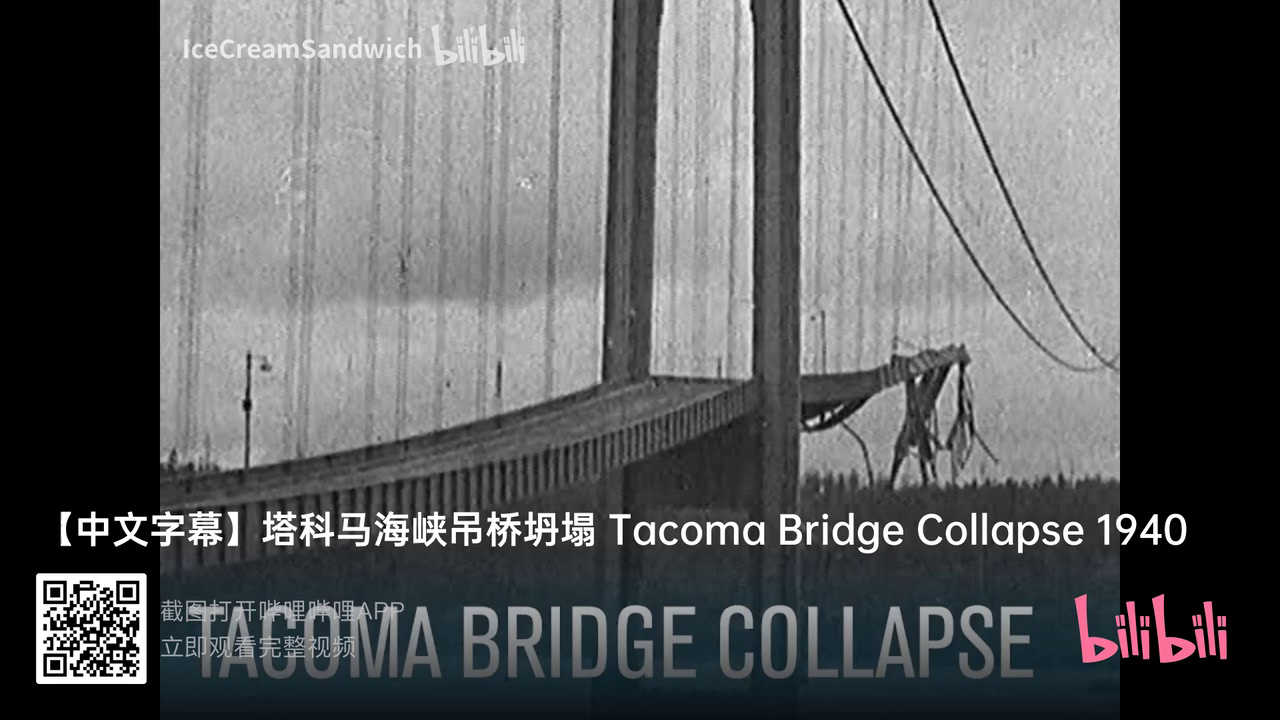 IceCreamSandwich bilibili
【中文字幕】塔科马海峡吊桥坍塌 Tacoma Bridge Collapse 1940
截图打开哔哩哔哩APP
立即观看完整视频
TACOMA BRIDGE COLLAPSE
bilibili